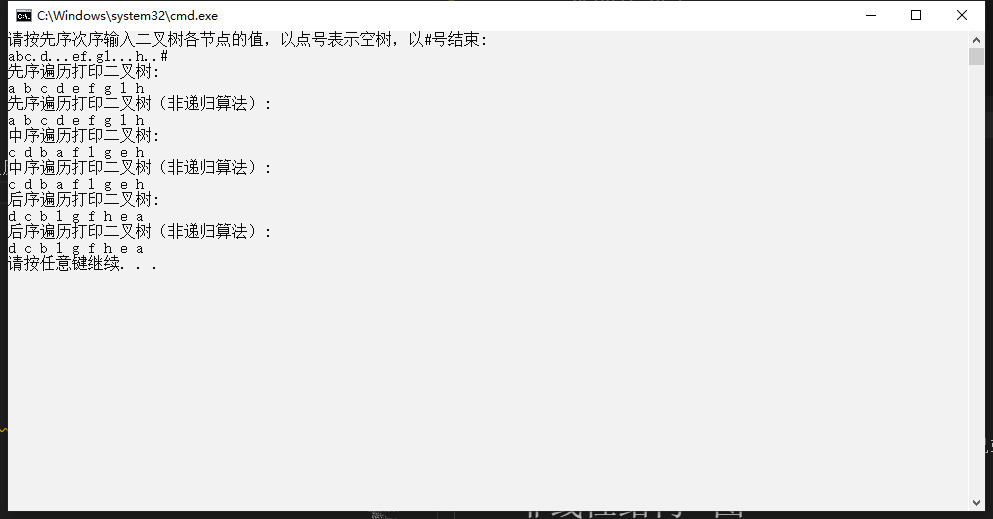 C:\Windows\system32\cmd.exe
请按先序次序输入二叉树各节点的值，以点号表示空树，以#号结束:
abc.d...ef.gl...h..#
先序遍历打印二叉树:
a b c d e f g l h
先序遍历打印二叉树（非递归算法）:
a b c d e f g l h
中序遍历打印二叉树:
c d b a f l g e h
中序遍历打印二叉树（非递归算法）:
c d b a f l g e h
后序遍历打印二叉树:
d c b l g f h e a
后序遍历打印二叉树（非递归算法）:
d c b l g f h e a
请按任意键继续. . .